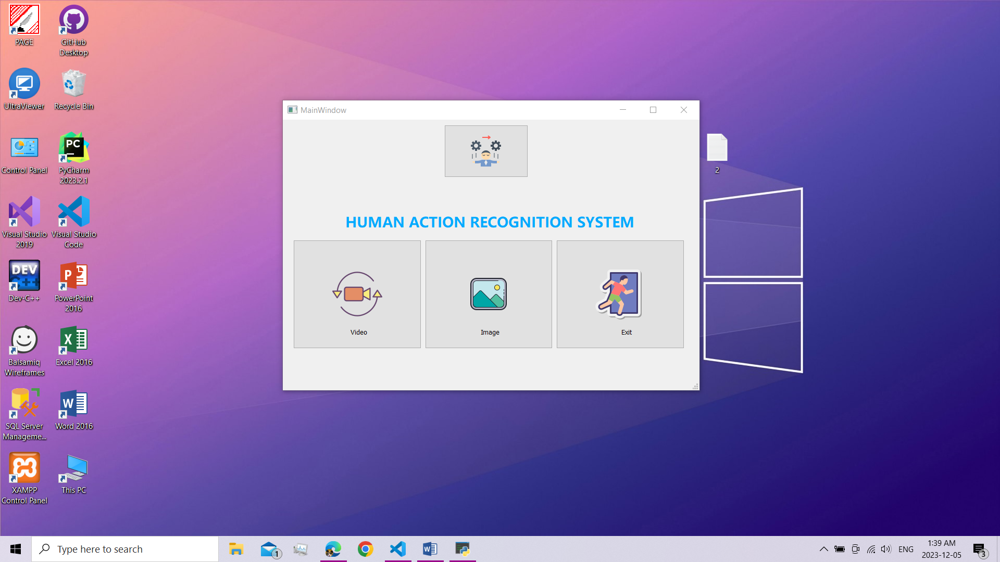 PAGE
GitHub
Desktop
UltraViewer
Recycle Bin
Control Panel
PC
PyCharm
2023.2.1
Visual Studio
2019
Visual Studio
Code
DEV
C++
Dev-C++
P
PowerPoint
2016
Balsamiq
Wireframes
X
Excel 2016
SQL Server
Manageme...
W
Word 2016
XAMPP
Control Panel
This PC
MainWindow
HUMAN ACTION RECOGNITION SYSTEM
Video
Image
Exit
2
Type here to search
1
W
ENG
1:39 AM
2023-12-05
3